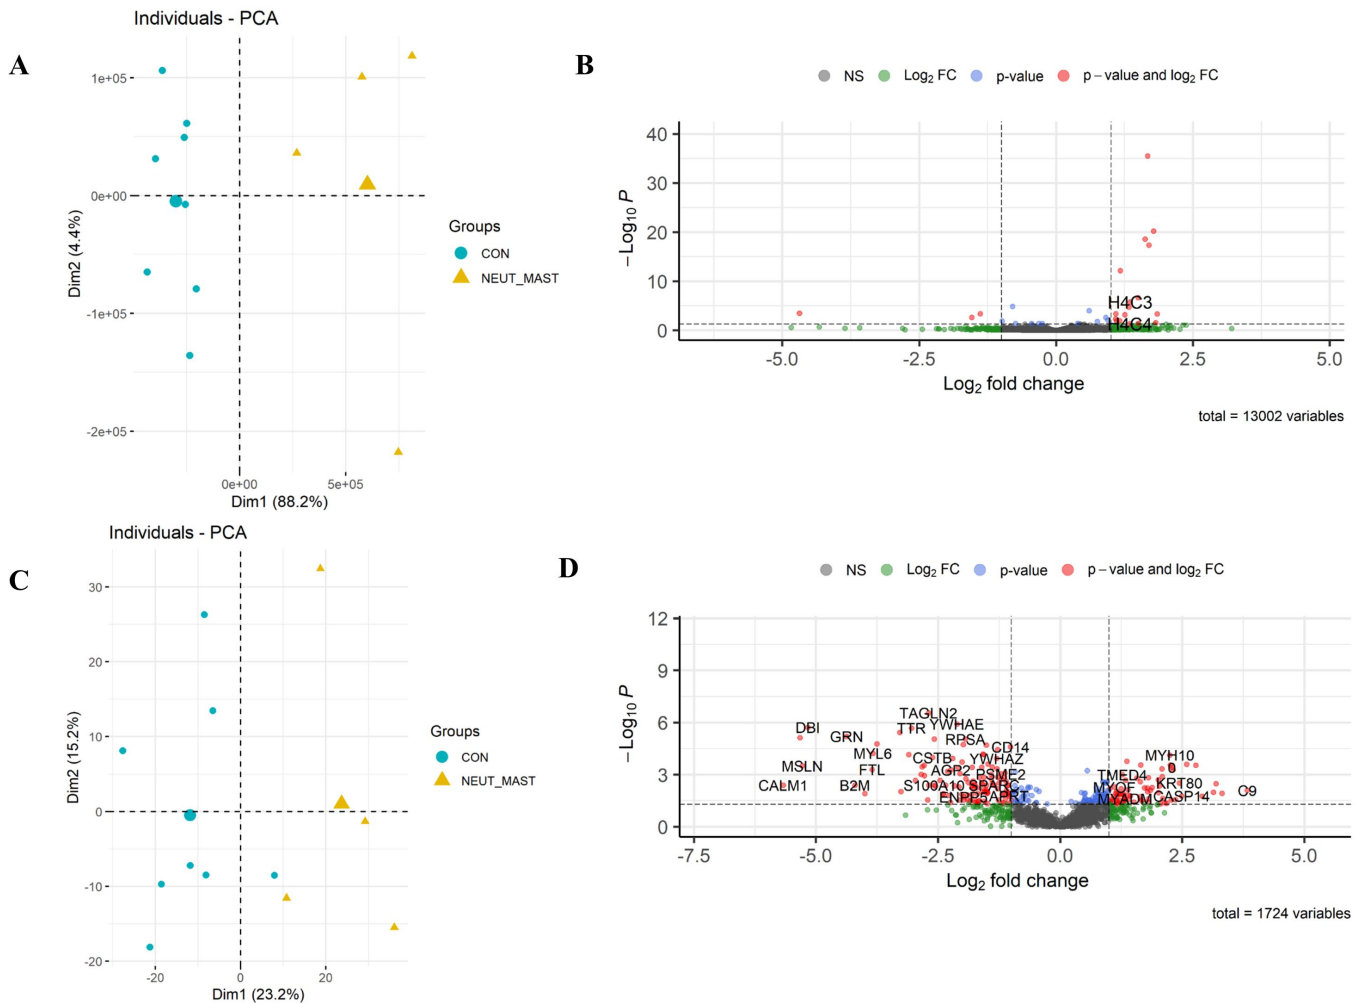 Individuals - PCA
A
1e+05
0e+00
-1e+05
-2e+05
Dim2 (4.4%)
0e+00 5e+05
Dim1 (88.2%)
Groups
CON
NEUT_MAST
B
NS Log2 FC p-value p – value and log2 FC
40
30
20
10
0
–Log10 P
H4C3
H4C4
-5.0 -2.5 0.0 2.5 5.0
Log2 fold change
total = 13002 variables
Individuals - PCA
C
30
20
10
0
-10
-20
Dim2 (15.2%)
-20 0 20
Dim1 (23.2%)
Groups
CON
NEUT_MAST
D
NS Log2 FC p-value p – value and log2 FC
12
9
6
3
0
–Log10 P
TAGLN2
DBI TTR YWHAE
GRN RPSA
CD14
MYL6 CSTB YWHAZ MYH10
MSLN FTL AGR2 PSME2 TMED4 0
CALM1 B2M S100A10 SPARC MYOF KRT80 C9
ENPP5 APRT MYADM CASP14
-7.5 -5.0 -2.5 0.0 2.5 5.0
Log2 fold change
total = 1724 variables